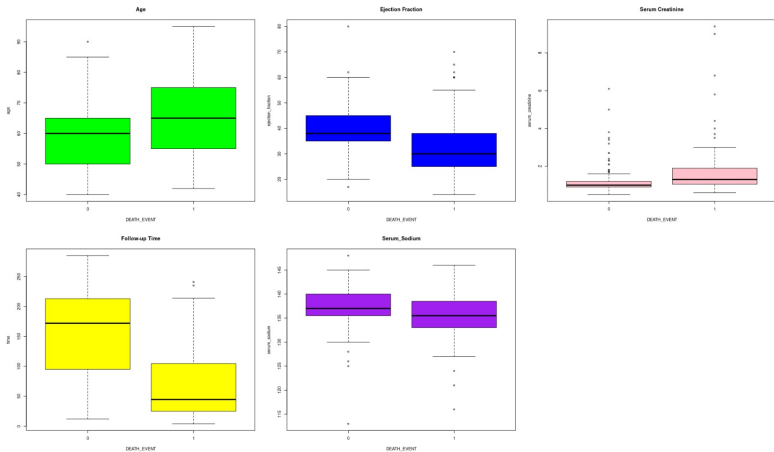 Age
age
40
50
60
70
80
90
0
1
DEATH_EVENT
Ejection Fraction
ejection_fraction
20
30
40
50
60
70
80
0
1
DEATH_EVENT
Serum Creatinine
serum_creatinine
2
4
6
8
0
1
DEATH_EVENT
Follow-up Time
time
0
50
100
150
200
250
0
1
DEATH_EVENT
Serum_Sodium
serum_sodium
115
120
125
130
135
140
145
0
1
DEATH_EVENT